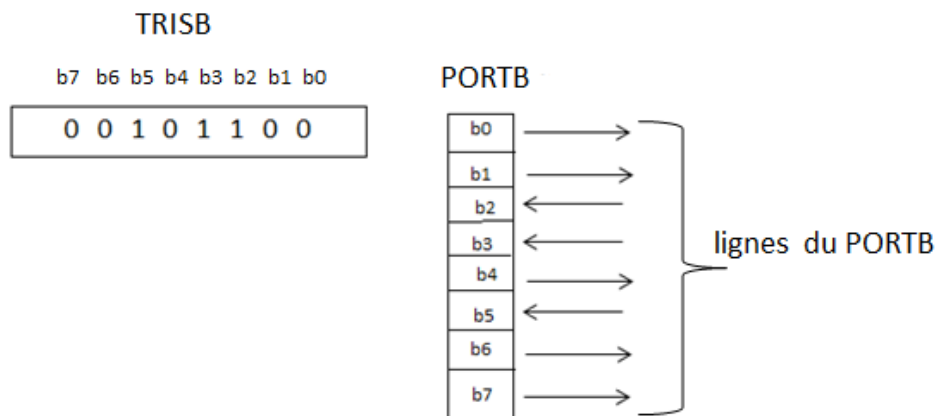 TRISB
b7 b6 b5 b4 b3 b2 b1 b0
0 0 1 0 1 1 0 0
PORTB
b0
b1
b2
b3
b4
b5
b6
b7
lignes du PORTB